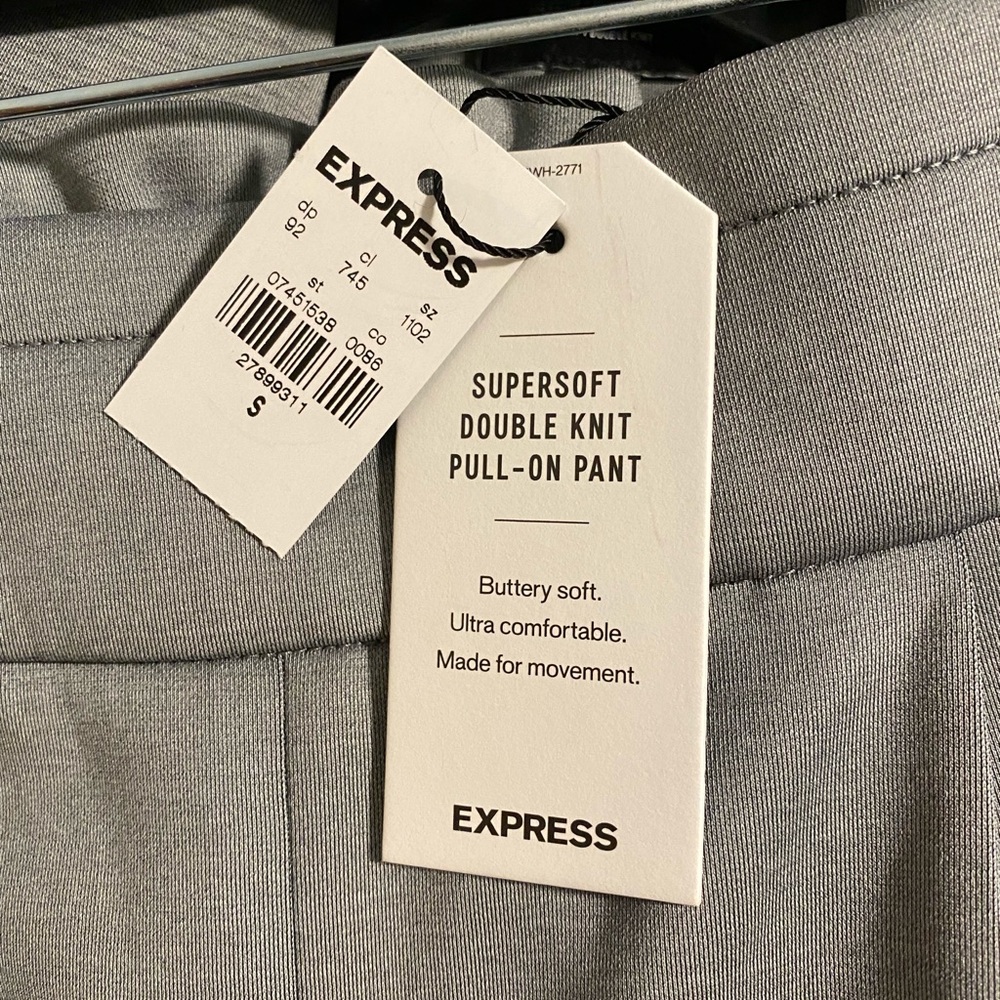 EXPRESS
dp
92
cl
745
sz
1102
st
07451538
co
0086
27899311
S
WH-2771
SUPERSOFT
DOUBLE KNIT
PULL-ON PANT
Buttery soft.
Ultra comfortable.
Made for movement.
EXPRESS